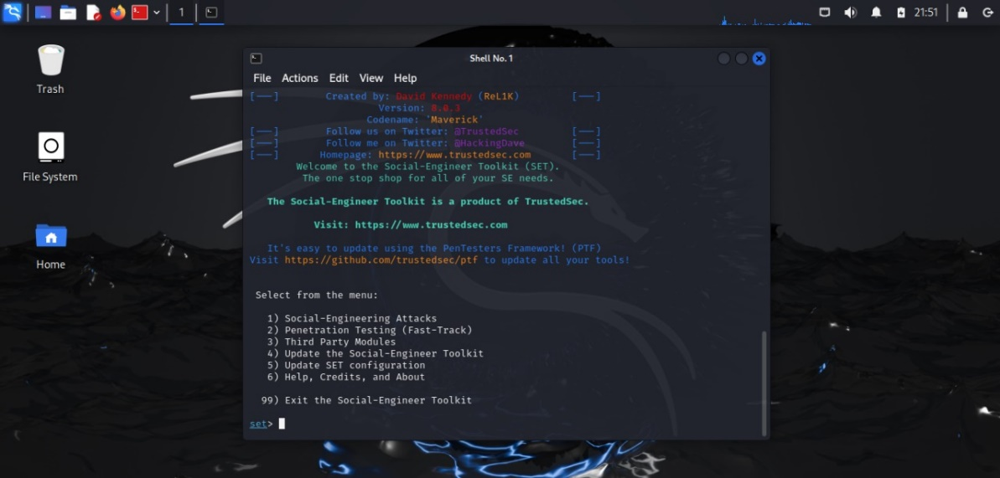 1
21:51
Trash
File System
Home
Shell No. 1
File Actions Edit View Help
[---] Created by: David Kennedy (ReL1K) [---]
Version: 8.0.3
Codename: 'Maverick'
[---] Follow us on Twitter: @TrustedSec [---]
[---] Follow me on Twitter: @HackingDave [---]
[---] Homepage: https://www.trustedsec.com [---]
Welcome to the Social-Engineer Toolkit (SET).
The one stop shop for all of your SE needs.
The Social-Engineer Toolkit is a product of TrustedSec.
Visit: https://www.trustedsec.com
It's easy to update using the PenTesters Framework! (PTF)
Visit https://github.com/trustedsec/ptf to update all your tools!
Select from the menu:
1) Social-Engineering Attacks
2) Penetration Testing (Fast-Track)
3) Third Party Modules
4) Update the Social-Engineer Toolkit
5) Update SET configuration
6) Help, Credits, and About
99) Exit the Social-Engineer Toolkit
set>